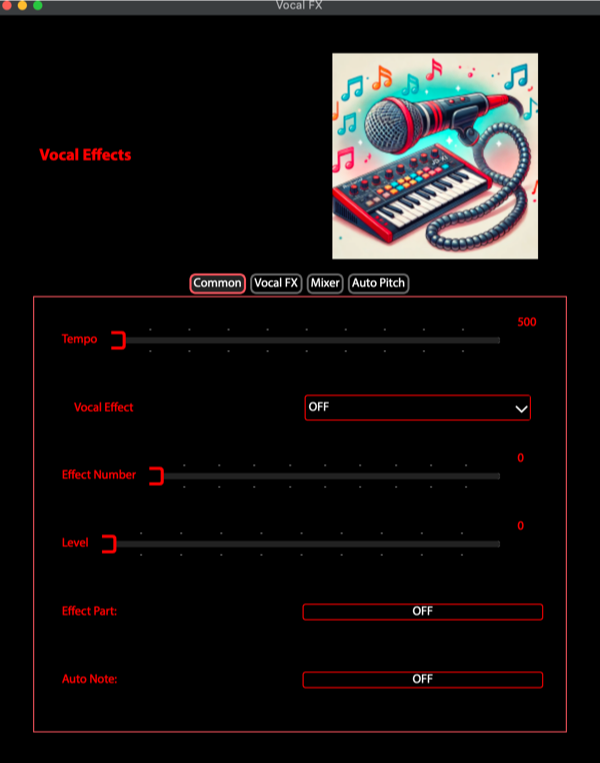 Vocal FX
Vocal Effects
Common Vocal FX Mixer Auto Pitch
Tempo 500
Vocal Effect OFF
Effect Number 0
Level 0
Effect Part: OFF
Auto Note: OFF